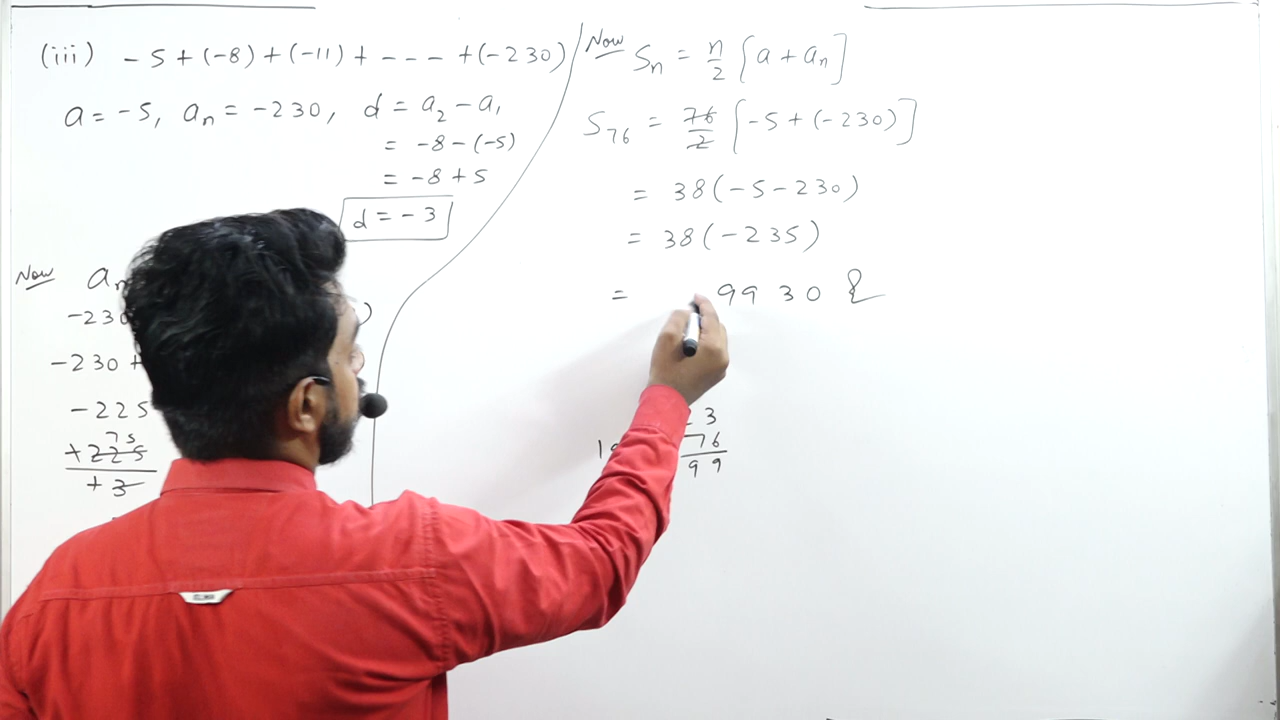 (iii) -5 + (-8) + (-11) + ---- + (-230)
a = -5, aₙ = -230, d = a₂ - a₁
= -8 - (-5)
= -8 + 5
d = -3
Now aₙ
-230 )
-230 +
-225
75
+225
+3
Now Sₙ = n/2 [a + aₙ]
S₇₆ = 76/2 [-5 + (-230)]
= 38(-5-230)
= 38(-235)
= 9930
3
76
99